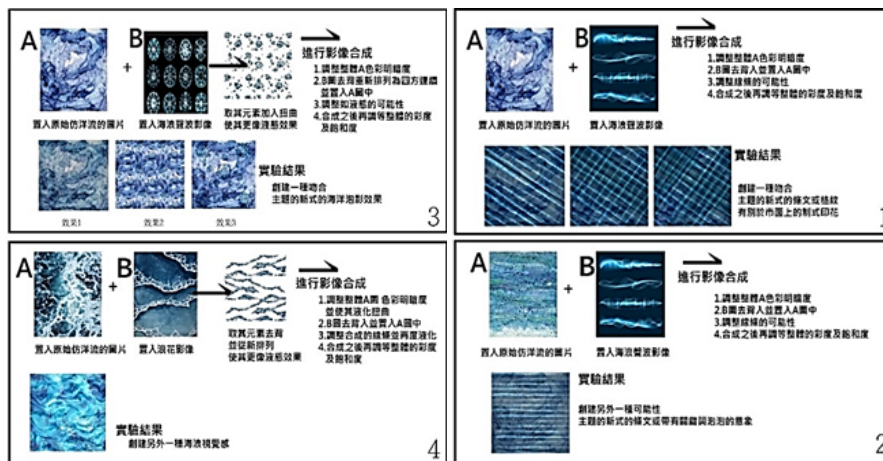 A
+
B
進行影像合成
1.調整整體A色彩明暗度
2.B圖去背重新排列為四方連續
並置入A圖中
3.調整如液態的可能性
4.合成之後再調等整體的彩度
及飽和度
置入原始仿洋流的圖片
置入海浪聲波影像
取其元素加入扭曲
使其更像液態效果
實驗結果
創建一種吻合
主題的新式的海洋泡影效果
效果1
效果2
效果3
3
A
+
B
進行影像合成
1.調整整體A色彩明暗度
2.B圖去背入並置入A圖中
3.調整線條的可能性
4.合成之後再調等整體的彩度及飽和度
置入原始仿洋流的圖片
置入海浪聲波影像
實驗結果
創建一種吻合
主題的新式的條文或格紋
有別於市面上的制式印花
1
A
+
B
進行影像合成
1.調整整體A圖 色彩明暗度
並使其液化扭曲
2.B圖去背入並置入A圖中
3.調整合成的線條並再度液化
4.合成之後再調等整體的彩度
及飽和度
置入原始仿洋流的圖片
置入浪花影像
取其元素去背
並從新排列
使其更像液態效果
實驗結果
創建另外一種海浪視覺感
4
A
+
B
進行影像合成
1.調整整體A色彩明暗度
2.B圖去背入並置入A圖中
3.調整線條的可能性
4.合成之後再調等整體的彩度及飽和度
置入原始仿洋流的圖片
置入海浪聲波影像
實驗結果
創建另外一種可能性
主題的新式的條文或帶有
泡泡的意象
2